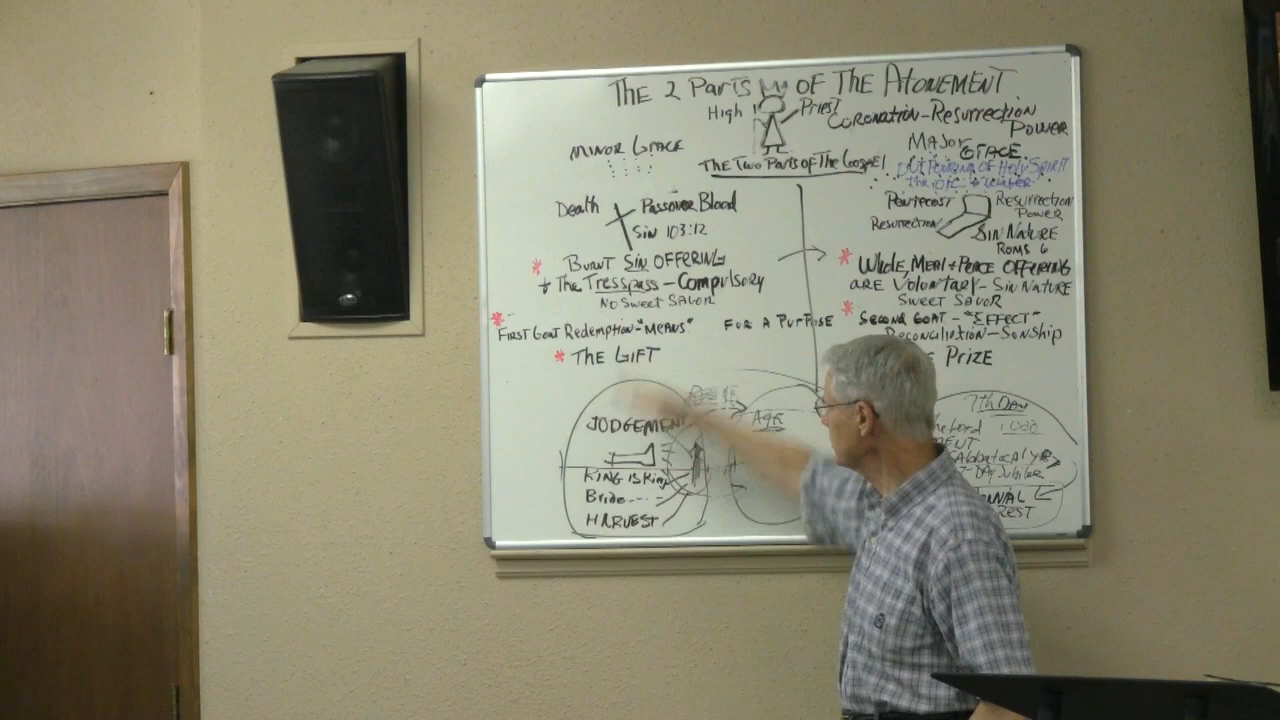 THE 2 PARTS OF THE ATONEMENT
High Priest
CORONATION-RESURRECTION
POWER
MINOR GRACE
MAJOR
GRACE
THE TWO PARTS OF THE GOSPEL
OUTPOURING OF HOLY SPIRIT
Death
Passover Blood
Sin 103:12
PENTECOST
RESURRECTION
POWER
RESURRECTION
SIN NATURE
ROMS 6
* BURNT SIN OFFERING
+ THE TRESSPASS - COMPULSORY
NO SWEET SAVOR
* WHOLE, MEAL + PEACE OFFERING
ARE VOLUNTARY - SIN NATURE
SWEET SAVOR
* FIRST GOAT REDEMPTION - "MEANS"
FOR A PURPOSE
* SECOND GOAT - "EFFECT"
RECONCILIATION - SONSHIP
* THE GIFT
PRIZE
JUDGEMENT
KING IS
Bride
HARVEST
AGE
7th DAY
1000
REST